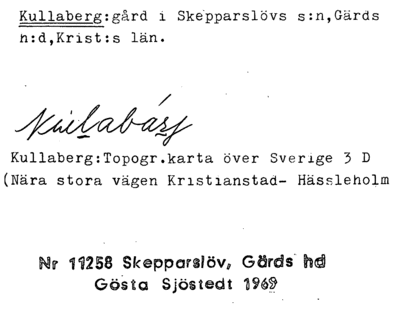 Kullaberg:gård i Skepparslövs s:n,Gärds
h:d,Krist:s län.
Kullaberg:Topogr.karta över Sverige 3 D
(Nära stora vägen Kristianstad- Hässleholm
Nr 11258 Skepparslöv, Gärds hd
Gösta Sjöstedt 1969